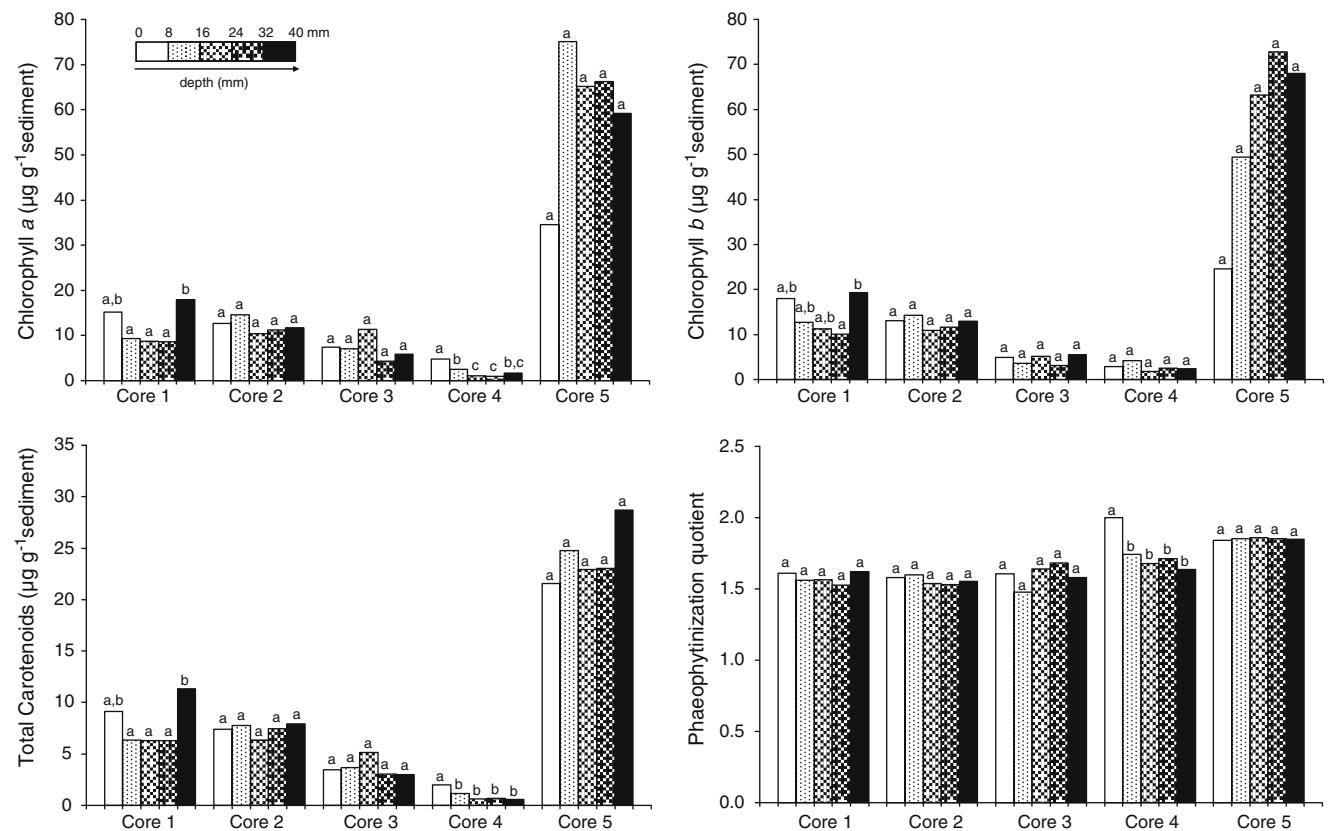 80
70
60
50
40
30
20
10
0
Chlorophyll a (µg g-1sediment)
0 8 16 24 32 40 mm
depth (mm)
a,b a a a b
a a a a a
a a a a a
a b c c b,c
a a a a a
Core 1 Core 2 Core 3 Core 4 Core 5
80
70
60
50
40
30
20
10
0
Chlorophyll b (µg g-1sediment)
a,b a,b a,b a b
a a a a a
a a a a a
a a a a a
a a a a a
Core 1 Core 2 Core 3 Core 4 Core 5
35
30
25
20
15
10
5
0
Total Carotenoids (µg g-1sediment)
a,b a a a b
a a a a a
a a a a a
a b b b b
a a a a a
Core 1 Core 2 Core 3 Core 4 Core 5
2.5
2.0
1.5
1.0
0.5
0.0
Phaeophytinization quotient
a a a a a
a a a a a
a a a a a
a b b b b
a a a a a
Core 1 Core 2 Core 3 Core 4 Core 5